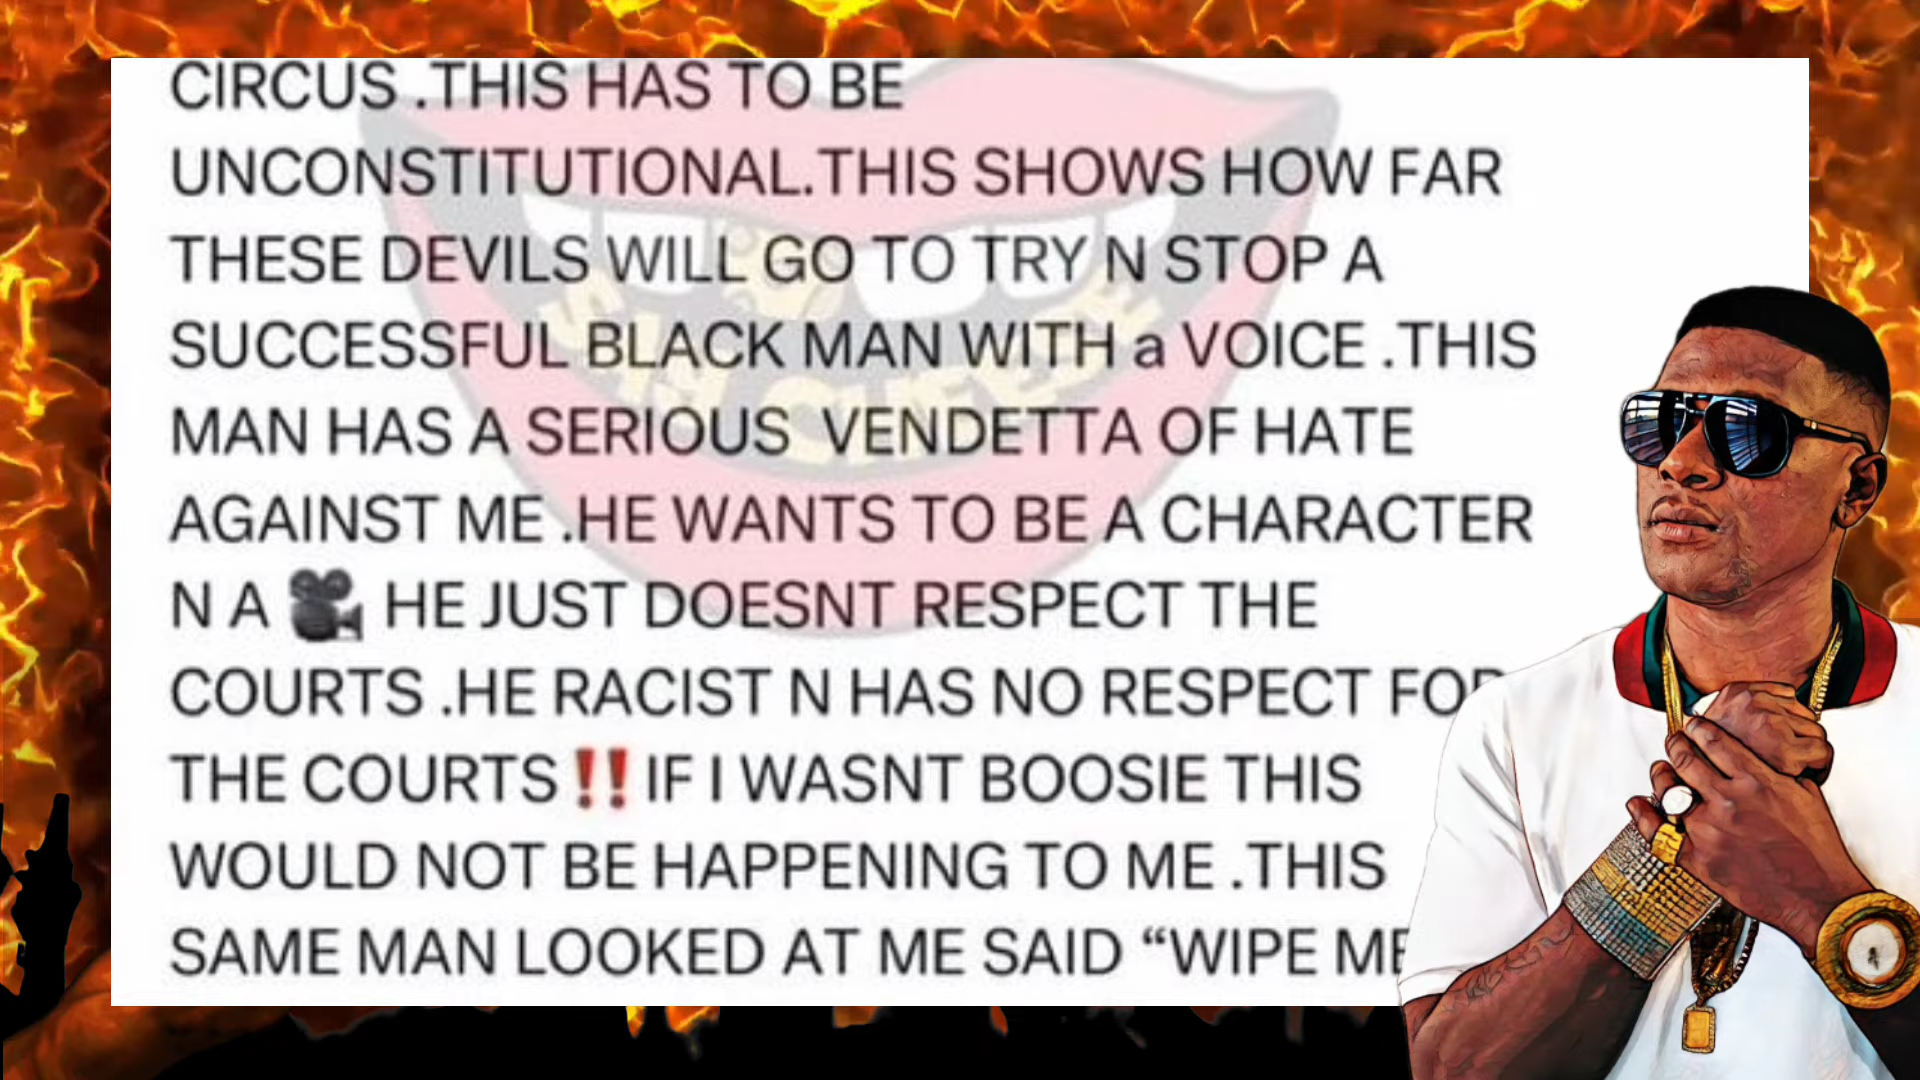 CIRCUS .THIS HAS TO BE
UNCONSTITUTIONAL.THIS SHOWS HOW FAR
THESE DEVILS WILL GO TO TRY N STOP A
SUCCESSFUL BLACK MAN WITH a VOICE .THIS
MAN HAS A SERIOUS VENDETTA OF HATE
AGAINST ME .HE WANTS TO BE A CHARACTER
N A 🎥 HE JUST DOESNT RESPECT THE
COURTS .HE RACIST N HAS NO RESPECT FOR
THE COURTS‼️IF I WASNT BOOSIE THIS
WOULD NOT BE HAPPENING TO ME .THIS
SAME MAN LOOKED AT ME SAID “WIPE ME